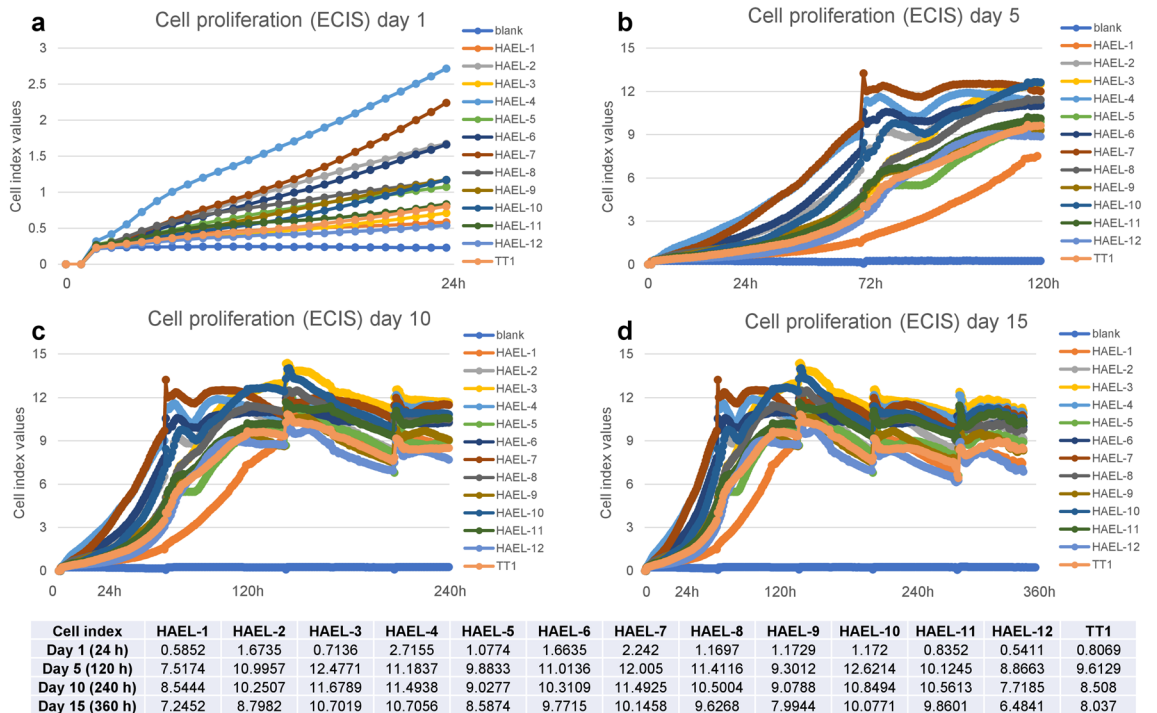 a
Cell proliferation (ECIS) day 1
Cell index values
3
2.5
2
1.5
1
0.5
0
0
24h
blank
HAEL-1
HAEL-2
HAEL-3
HAEL-4
HAEL-5
HAEL-6
HAEL-7
HAEL-8
HAEL-9
HAEL-10
HAEL-11
HAEL-12
TT1
b
Cell proliferation (ECIS) day 5
Cell index values
15
12
9
6
3
0
0
24h
72h
120h
blank
HAEL-1
HAEL-2
HAEL-3
HAEL-4
HAEL-5
HAEL-6
HAEL-7
HAEL-8
HAEL-9
HAEL-10
HAEL-11
HAEL-12
TT1
c
Cell proliferation (ECIS) day 10
Cell index values
15
12
9
6
3
0
0
24h
120h
240h
blank
HAEL-1
HAEL-2
HAEL-3
HAEL-4
HAEL-5
HAEL-6
HAEL-7
HAEL-8
HAEL-9
HAEL-10
HAEL-11
HAEL-12
TT1
d
Cell proliferation (ECIS) day 15
Cell index values
15
12
9
6
3
0
0
24h
120h
240h
360h
blank
HAEL-1
HAEL-2
HAEL-3
HAEL-4
HAEL-5
HAEL-6
HAEL-7
HAEL-8
HAEL-9
HAEL-10
HAEL-11
HAEL-12
TT1
Cell index HAEL-1 HAEL-2 HAEL-3 HAEL-4 HAEL-5 HAEL-6 HAEL-7 HAEL-8 HAEL-9 HAEL-10 HAEL-11 HAEL-12 TT1
Day 1 (24 h) 0.5852 1.6735 0.7136 2.7155 1.0774 1.6635 2.242 1.1697 1.1729 1.172 0.8352 0.5411 0.8069
Day 5 (120 h) 7.5174 10.9957 12.4771 11.1837 9.8833 11.0136 12.005 11.4116 9.3012 12.6214 10.1245 8.8663 9.6129
Day 10 (240 h) 8.5444 10.2507 11.6789 11.4938 9.0277 10.3109 11.4925 10.5004 9.0788 10.8494 10.5613 7.7185 8.508
Day 15 (360 h) 7.2452 8.7982 10.7019 10.7056 8.5874 9.7715 10.1458 9.6268 7.9944 10.0771 9.8601 6.4841 8.037